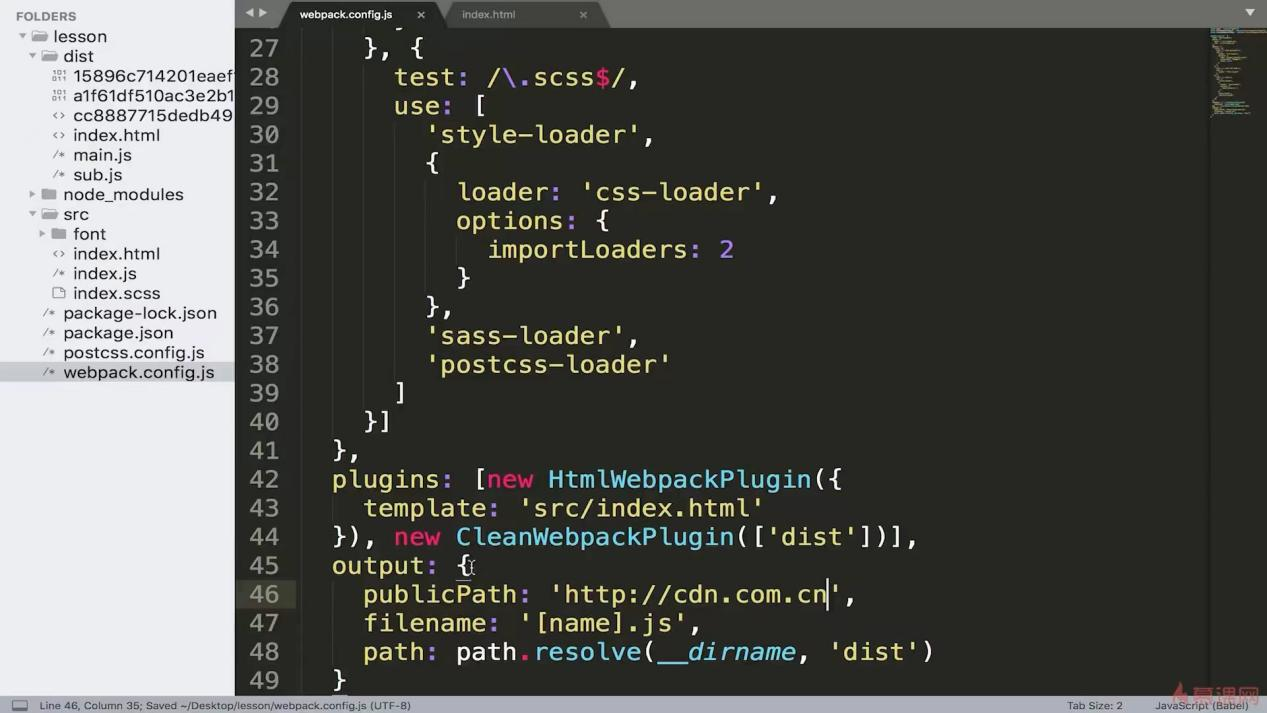 FOLDERS
lesson
dist
15896c714201eaef
a1f61df510ac3e2b1
cc8887715dedb49
index.html
main.js
sub.js
node_modules
src
font
index.html
index.js
index.scss
package-lock.json
package.json
postcss.config.js
webpack.config.js
webpack.config.js × index.html ×
27 }, {
28 test: /\.scss$/,
29 use: [
30 'style-loader',
31 {
32 loader: 'css-loader',
33 options: {
34 importLoaders: 2
35 }
36 },
37 'sass-loader',
38 'postcss-loader'
39 ]
40 }]
41 },
42 plugins: [new HtmlWebpackPlugin({
43 template: 'src/index.html'
44 }), new CleanWebpackPlugin(['dist'])],
45 output: {
46 publicPath: 'http://cdn.com.cn',
47 filename: '[name].js',
48 path: path.resolve(__dirname, 'dist')
49 }
慕课网
Line 46, Column 35; Saved ~/Desktop/lesson/webpack.config.js (UTF-8) Tab Size: 2 JavaScript (Babel)